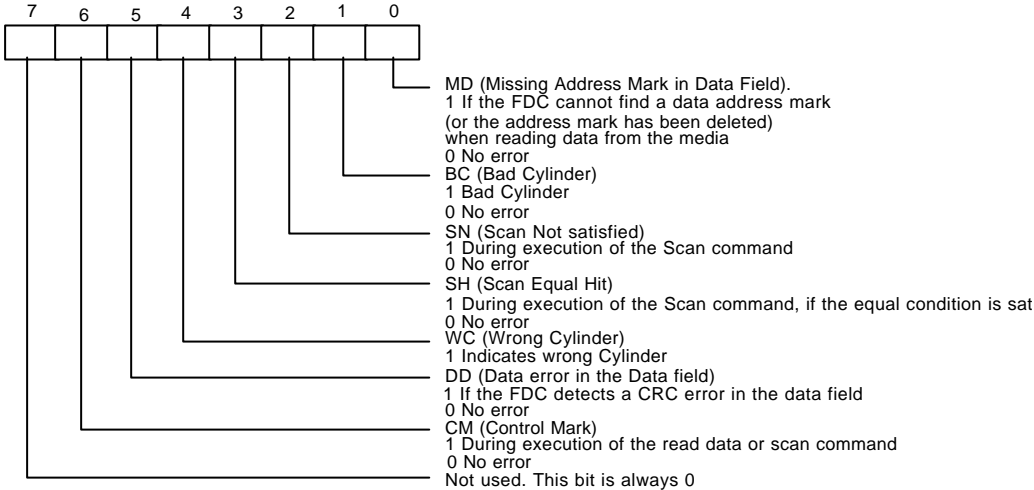 7 6 5 4 3 2 1 0
MD (Missing Address Mark in Data Field).
1 If the FDC cannot find a data address mark
(or the address mark has been deleted)
when reading data from the media
0 No error
BC (Bad Cylinder)
1 Bad Cylinder
0 No error
SN (Scan Not satisfied)
1 During execution of the Scan command
0 No error
SH (Scan Equal Hit)
1 During execution of the Scan command, if the equal condition is sat
0 No error
WC (Wrong Cylinder)
1 Indicates wrong Cylinder
DD (Data error in the Data field)
1 If the FDC detects a CRC error in the data field
0 No error
CM (Control Mark)
1 During execution of the read data or scan command
0 No error
Not used. This bit is always 0